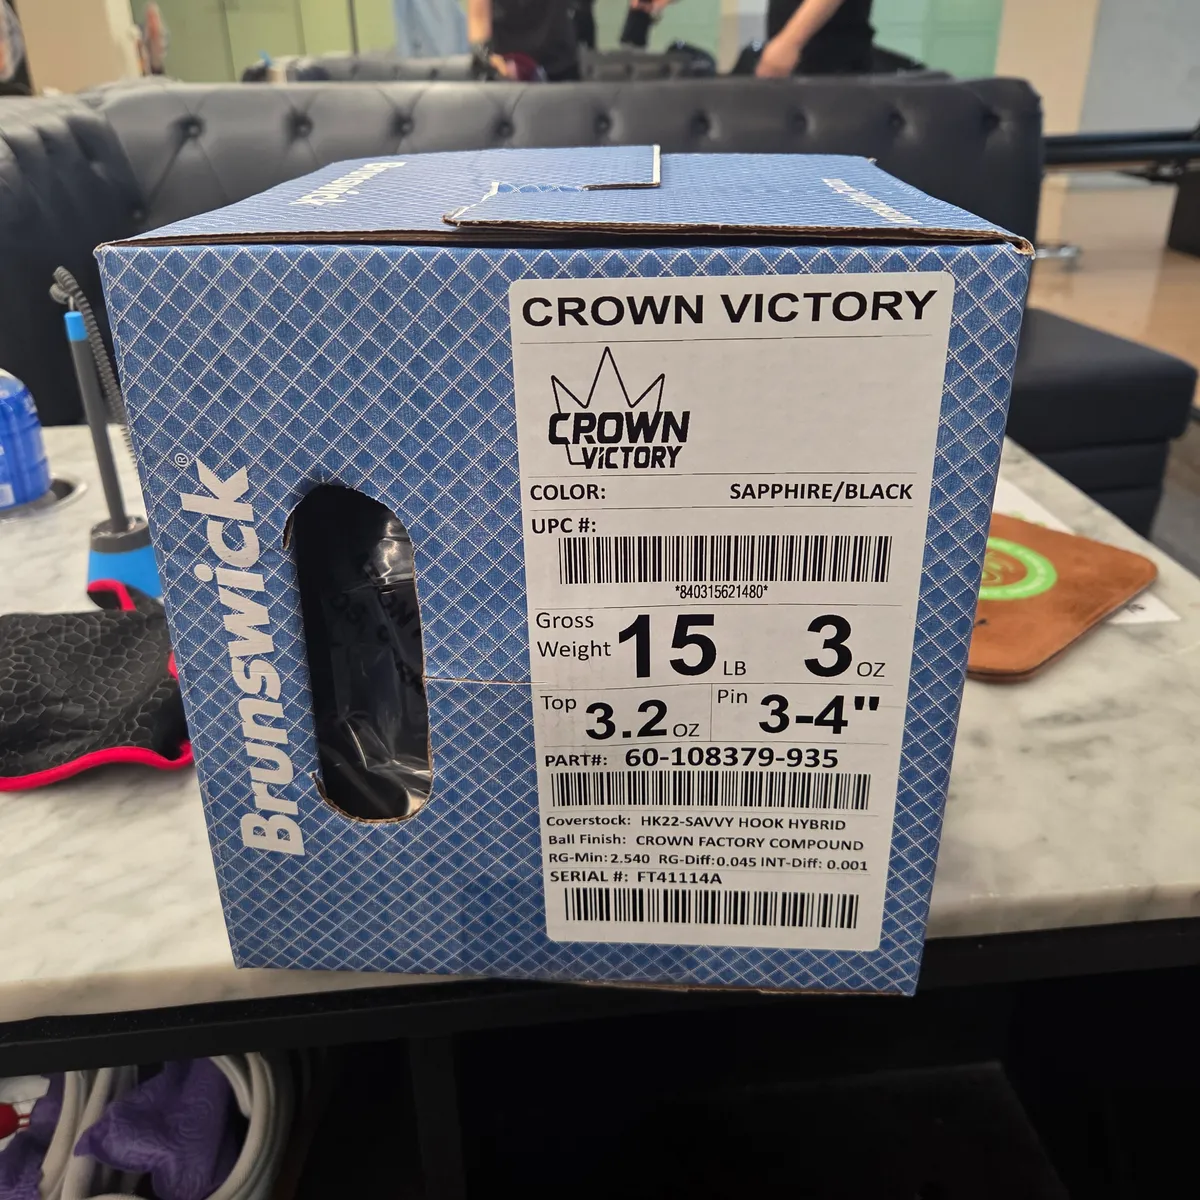 Brunswick
CROWN VICTORY
CROWN
VICTORY
COLOR: SAPPHIRE/BLACK
UPC #:
*840315621480*
Gross
Weight 15 LB 3 OZ
Top 3.2 OZ Pin 3-4"
PART#: 60-108379-935
Coverstock: HK22-SAVVY HOOK HYBRID
Ball Finish: CROWN FACTORY COMPOUND
RG-Min: 2.540 RG-Diff: 0.045 INT-Diff: 0.001
SERIAL #: FT41114A
Brunswick®